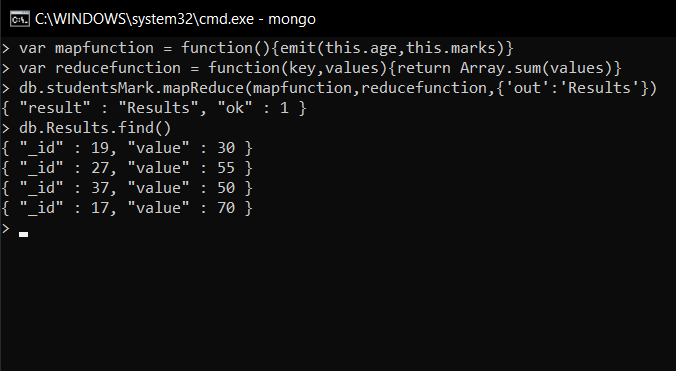 C:\WINDOWS\system32\cmd.exe - mongo
> var mapfunction = function(){emit(this.age,this.marks)}
> var reducefunction = function(key,values){return Array.sum(values)}
> db.studentsMark.mapReduce(mapfunction,reducefunction,{'out':'Results'})
{ "result" : "Results", "ok" : 1 }
> db.Results.find()
{ "_id" : 19, "value" : 30 }
{ "_id" : 27, "value" : 55 }
{ "_id" : 37, "value" : 50 }
{ "_id" : 17, "value" : 70 }
>